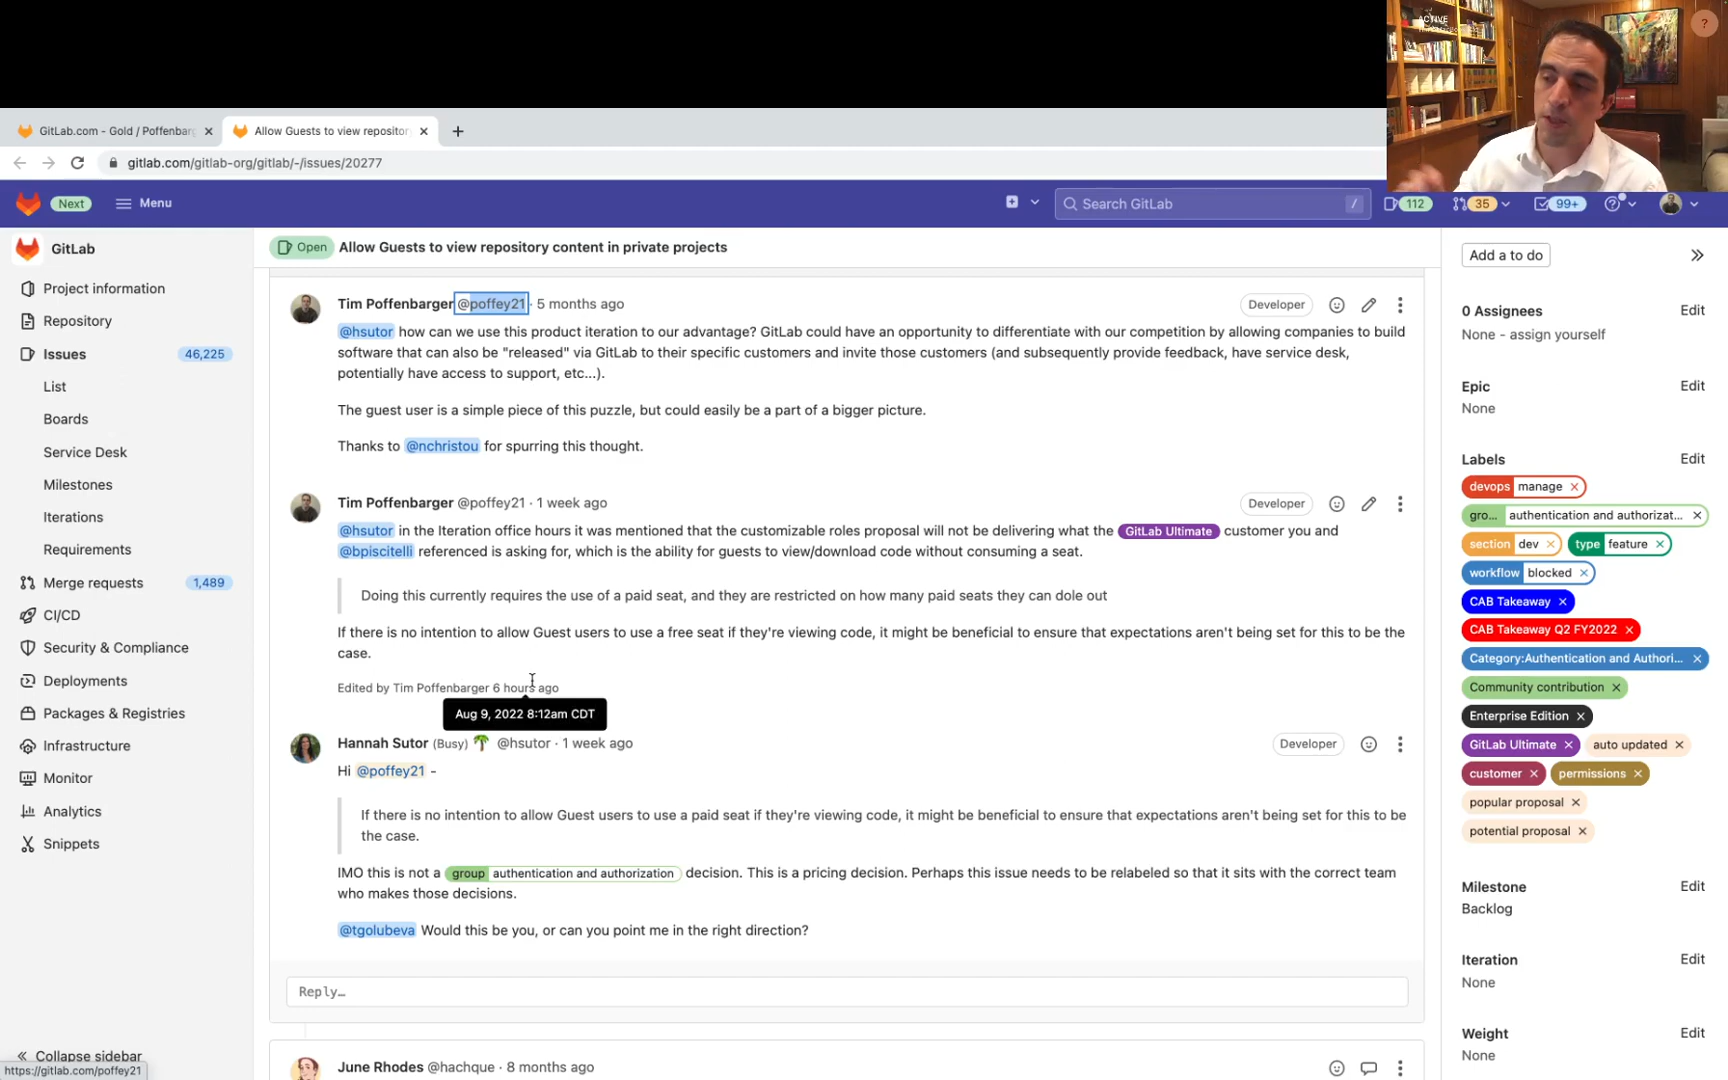 ACTIVE
?
GitLab.com - Gold / Poffenbarg
Allow Guests to view repository
gitlab.com/gitlab-org/gitlab/-/issues/20277
Next
Menu
Search GitLab
/
112
35
99+
GitLab
Project information
Repository
Issues
46,225
List
Boards
Service Desk
Milestones
Iterations
Requirements
Merge requests
1,489
CI/CD
Security & Compliance
Deployments
Packages & Registries
Infrastructure
Monitor
Analytics
Snippets
Collapse sidebar
https://gitlab.com/poffey21
Open
Allow Guests to view repository content in private projects
Tim Poffenbarger @poffey21 · 5 months ago
Developer
@hsutor how can we use this product iteration to our advantage? GitLab could have an opportunity to differentiate with our competition by allowing companies to build
software that can also be "released" via GitLab to their specific customers and invite those customers (and subsequently provide feedback, have service desk,
potentially have access to support, etc...).
The guest user is a simple piece of this puzzle, but could easily be a part of a bigger picture.
Thanks to @nchristou for spurring this thought.
Tim Poffenbarger @poffey21 · 1 week ago
Developer
@hsutor in the Iteration office hours it was mentioned that the customizable roles proposal will not be delivering what the GitLab Ultimate customer you and
@bpiscitelli referenced is asking for, which is the ability for guests to view/download code without consuming a seat.
Doing this currently requires the use of a paid seat, and they are restricted on how many paid seats they can dole out
If there is no intention to allow Guest users to use a free seat if they're viewing code, it might be beneficial to ensure that expectations aren't being set for this to be the
case.
Edited by Tim Poffenbarger 6 hours ago
Aug 9, 2022 8:12am CDT
Hannah Sutor (Busy) 🌴 @hsutor · 1 week ago
Developer
Hi @poffey21 -
If there is no intention to allow Guest users to use a paid seat if they're viewing code, it might be beneficial to ensure that expectations aren't being set for this to be
the case.
IMO this is not a group authentication and authorization decision. This is a pricing decision. Perhaps this issue needs to be relabeled so that it sits with the correct team
who makes those decisions.
@tgolubeva Would this be you, or can you point me in the right direction?
Reply…
June Rhodes @hachque · 8 months ago
Add a to do
0 Assignees
Edit
None - assign yourself
Epic
Edit
None
Labels
Edit
devops manage
gro... authentication and authorizat...
section dev
type feature
workflow blocked
CAB Takeaway
CAB Takeaway Q2 FY2022
Category:Authentication and Authori...
Community contribution
Enterprise Edition
GitLab Ultimate
auto updated
customer
permissions
popular proposal
potential proposal
Milestone
Edit
Backlog
Iteration
Edit
None
Weight
Edit
None